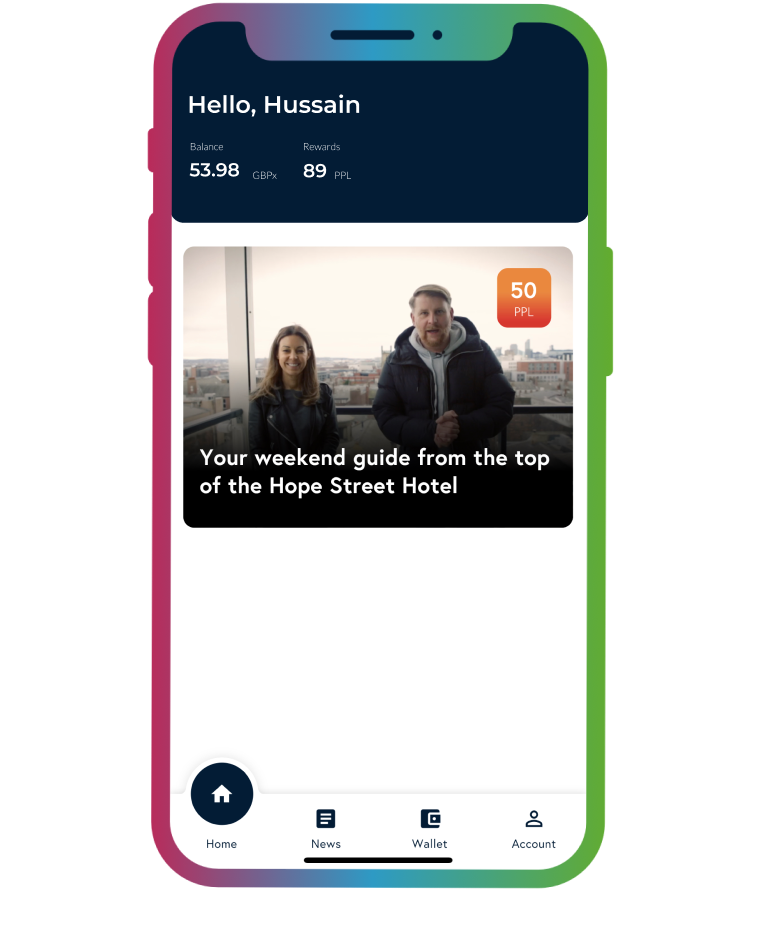 Hello, Hussain
Balance
Rewards
53.98 GBPx
89 PPL
50
PPL
Your weekend guide from the top
of the Hope Street Hotel
Home
News
Wallet
Account